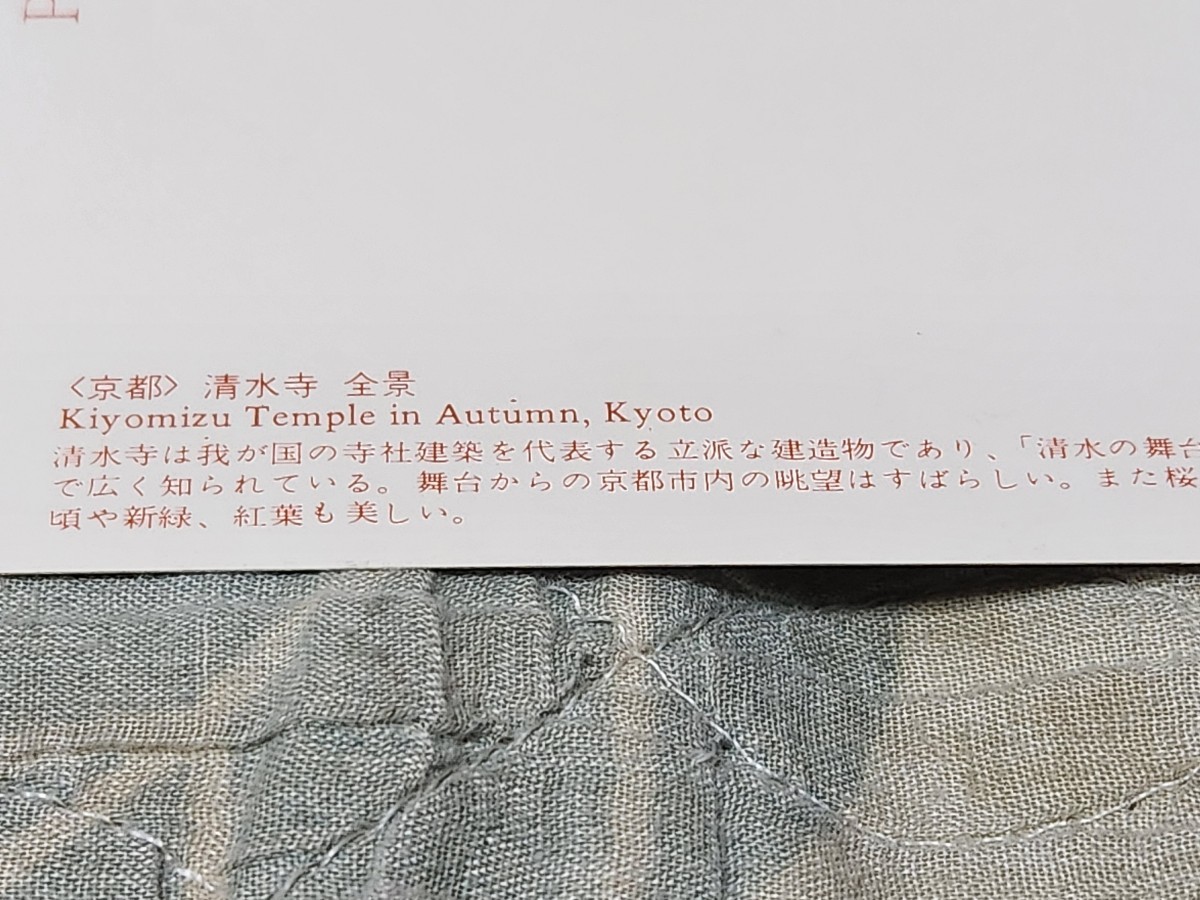 P
〈京都〉 清水寺 全景
Kiyomizu Temple in Autumn, Kyoto
清水寺は我が国の寺社建築を代表する立派な建造物であり、「清水の舞台
で広く知られている。舞台からの京都市内の眺望はすばらしい。また桜
頃や新緑、紅葉も美しい。